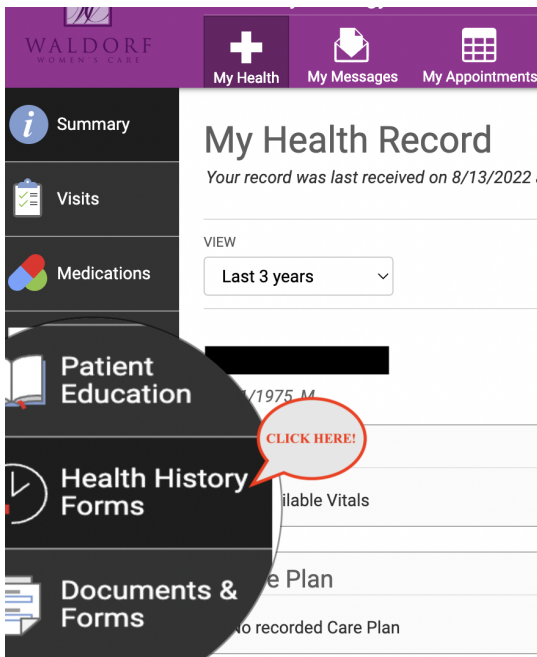 WALDORF
WOMEN'S CARE
My Health
My Messages
My Appointments
Summary
Visits
Medications
Patient
Education
Health History
Forms
Documents &
Forms
My Health Record
Your record was last received on 8/13/2022
VIEW
Last 3 years
/1975, M
CLICK HERE!
ilable Vitals
e Plan
No recorded Care Plan